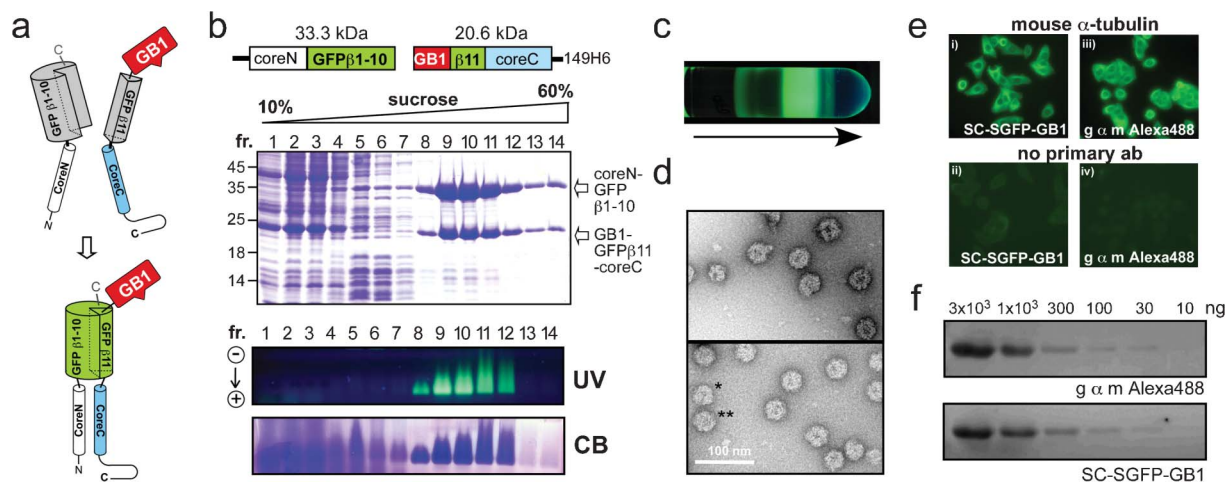 a
C
GB1
GFP β1-10
GFP β11
CoreN
CoreC
N
C
C
GB1
GFP β1-10
GFP β11
CoreN
CoreC
N
C
b
33.3 kDa 20.6 kDa
coreN GFPβ1-10 GB1 β11 coreC 149H6
10% sucrose 60%
fr. 1 2 3 4 5 6 7 8 9 10 11 12 13 14
45
35
25
18
14
coreN-
GFP
β1-10
GB1-
GFPβ11
-coreC
fr. 1 2 3 4 5 6 7 8 9 10 11 12 13 14
− 
+
UV
CB
c
d
*
**
100 nm
e
mouse α-tubulin
i) iii)
SC-SGFP-GB1 g α m Alexa488
no primary ab
ii) iv)
SC-SGFP-GB1 g α m Alexa488
f
3x10³ 1x10³ 300 100 30 10 ng
g α m Alexa488
SC-SGFP-GB1